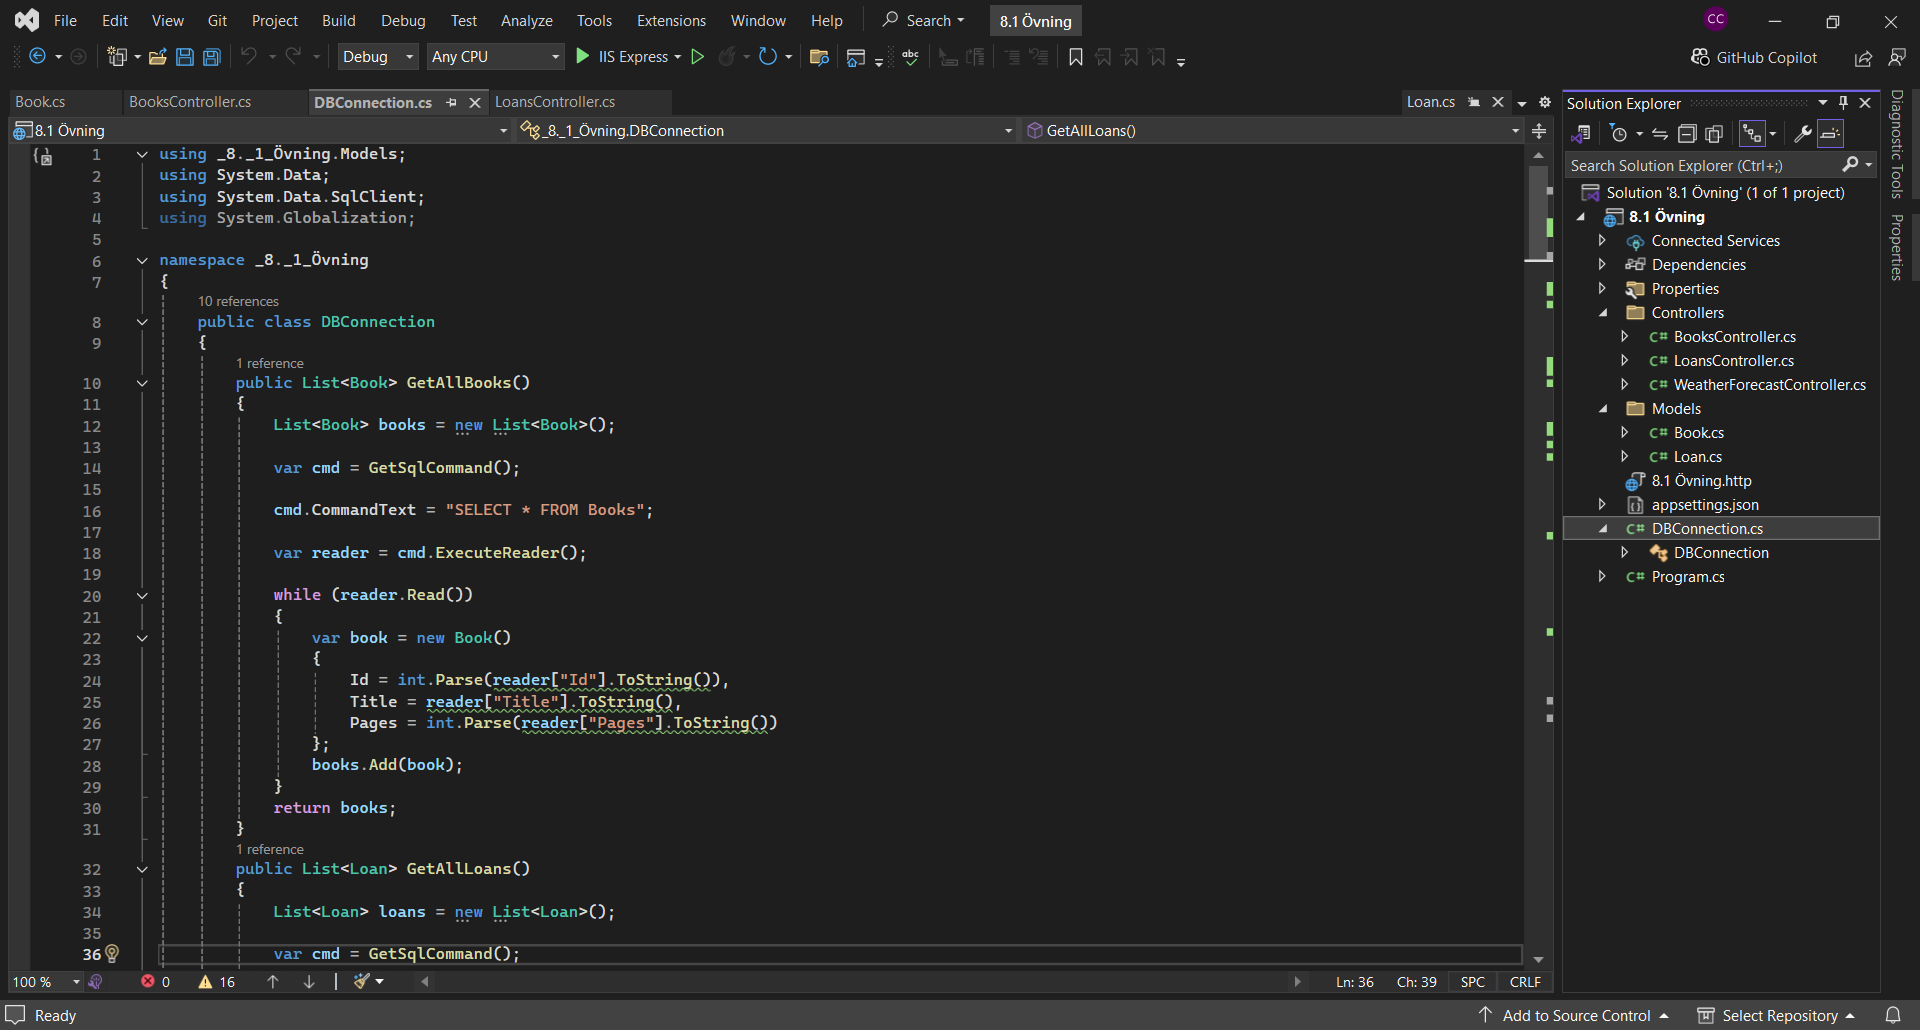 File Edit View Git Project Build Debug Test Analyze Tools Extensions Window Help Search 8.1 Övning CC
Debug Any CPU IIS Express abc GitHub Copilot
Book.cs BooksController.cs DBConnection.cs LoansController.cs Loan.cs
8.1 Övning _8._1_Övning.DBConnection GetAllLoans()
1 using _8._1_Övning.Models;
2 using System.Data;
3 using System.Data.SqlClient;
4 using System.Globalization;
5
6 namespace _8._1_Övning
7 {
10 references
8 public class DBConnection
9 {
1 reference
10 public List<Book> GetAllBooks()
11 {
12 List<Book> books = new List<Book>();
13
14 var cmd = GetSqlCommand();
15
16 cmd.CommandText = "SELECT * FROM Books";
17
18 var reader = cmd.ExecuteReader();
19
20 while (reader.Read())
21 {
22 var book = new Book()
23 {
24 Id = int.Parse(reader["Id"].ToString()),
25 Title = reader["Title"].ToString(),
26 Pages = int.Parse(reader["Pages"].ToString())
27 };
28 books.Add(book);
29 }
30 return books;
31 }
1 reference
32 public List<Loan> GetAllLoans()
33 {
34 List<Loan> loans = new List<Loan>();
35
36 var cmd = GetSqlCommand();
100 % 0 16 Ln: 36 Ch: 39 SPC CRLF
Solution Explorer
Search Solution Explorer (Ctrl+;)
Solution '8.1 Övning' (1 of 1 project)
8.1 Övning
Connected Services
Dependencies
Properties
Controllers
C# BooksController.cs
C# LoansController.cs
C# WeatherForecastController.cs
Models
C# Book.cs
C# Loan.cs
8.1 Övning.http
appsettings.json
C# DBConnection.cs
DBConnection
C# Program.cs
Diagnostic Tools
Properties
Ready Add to Source Control Select Repository